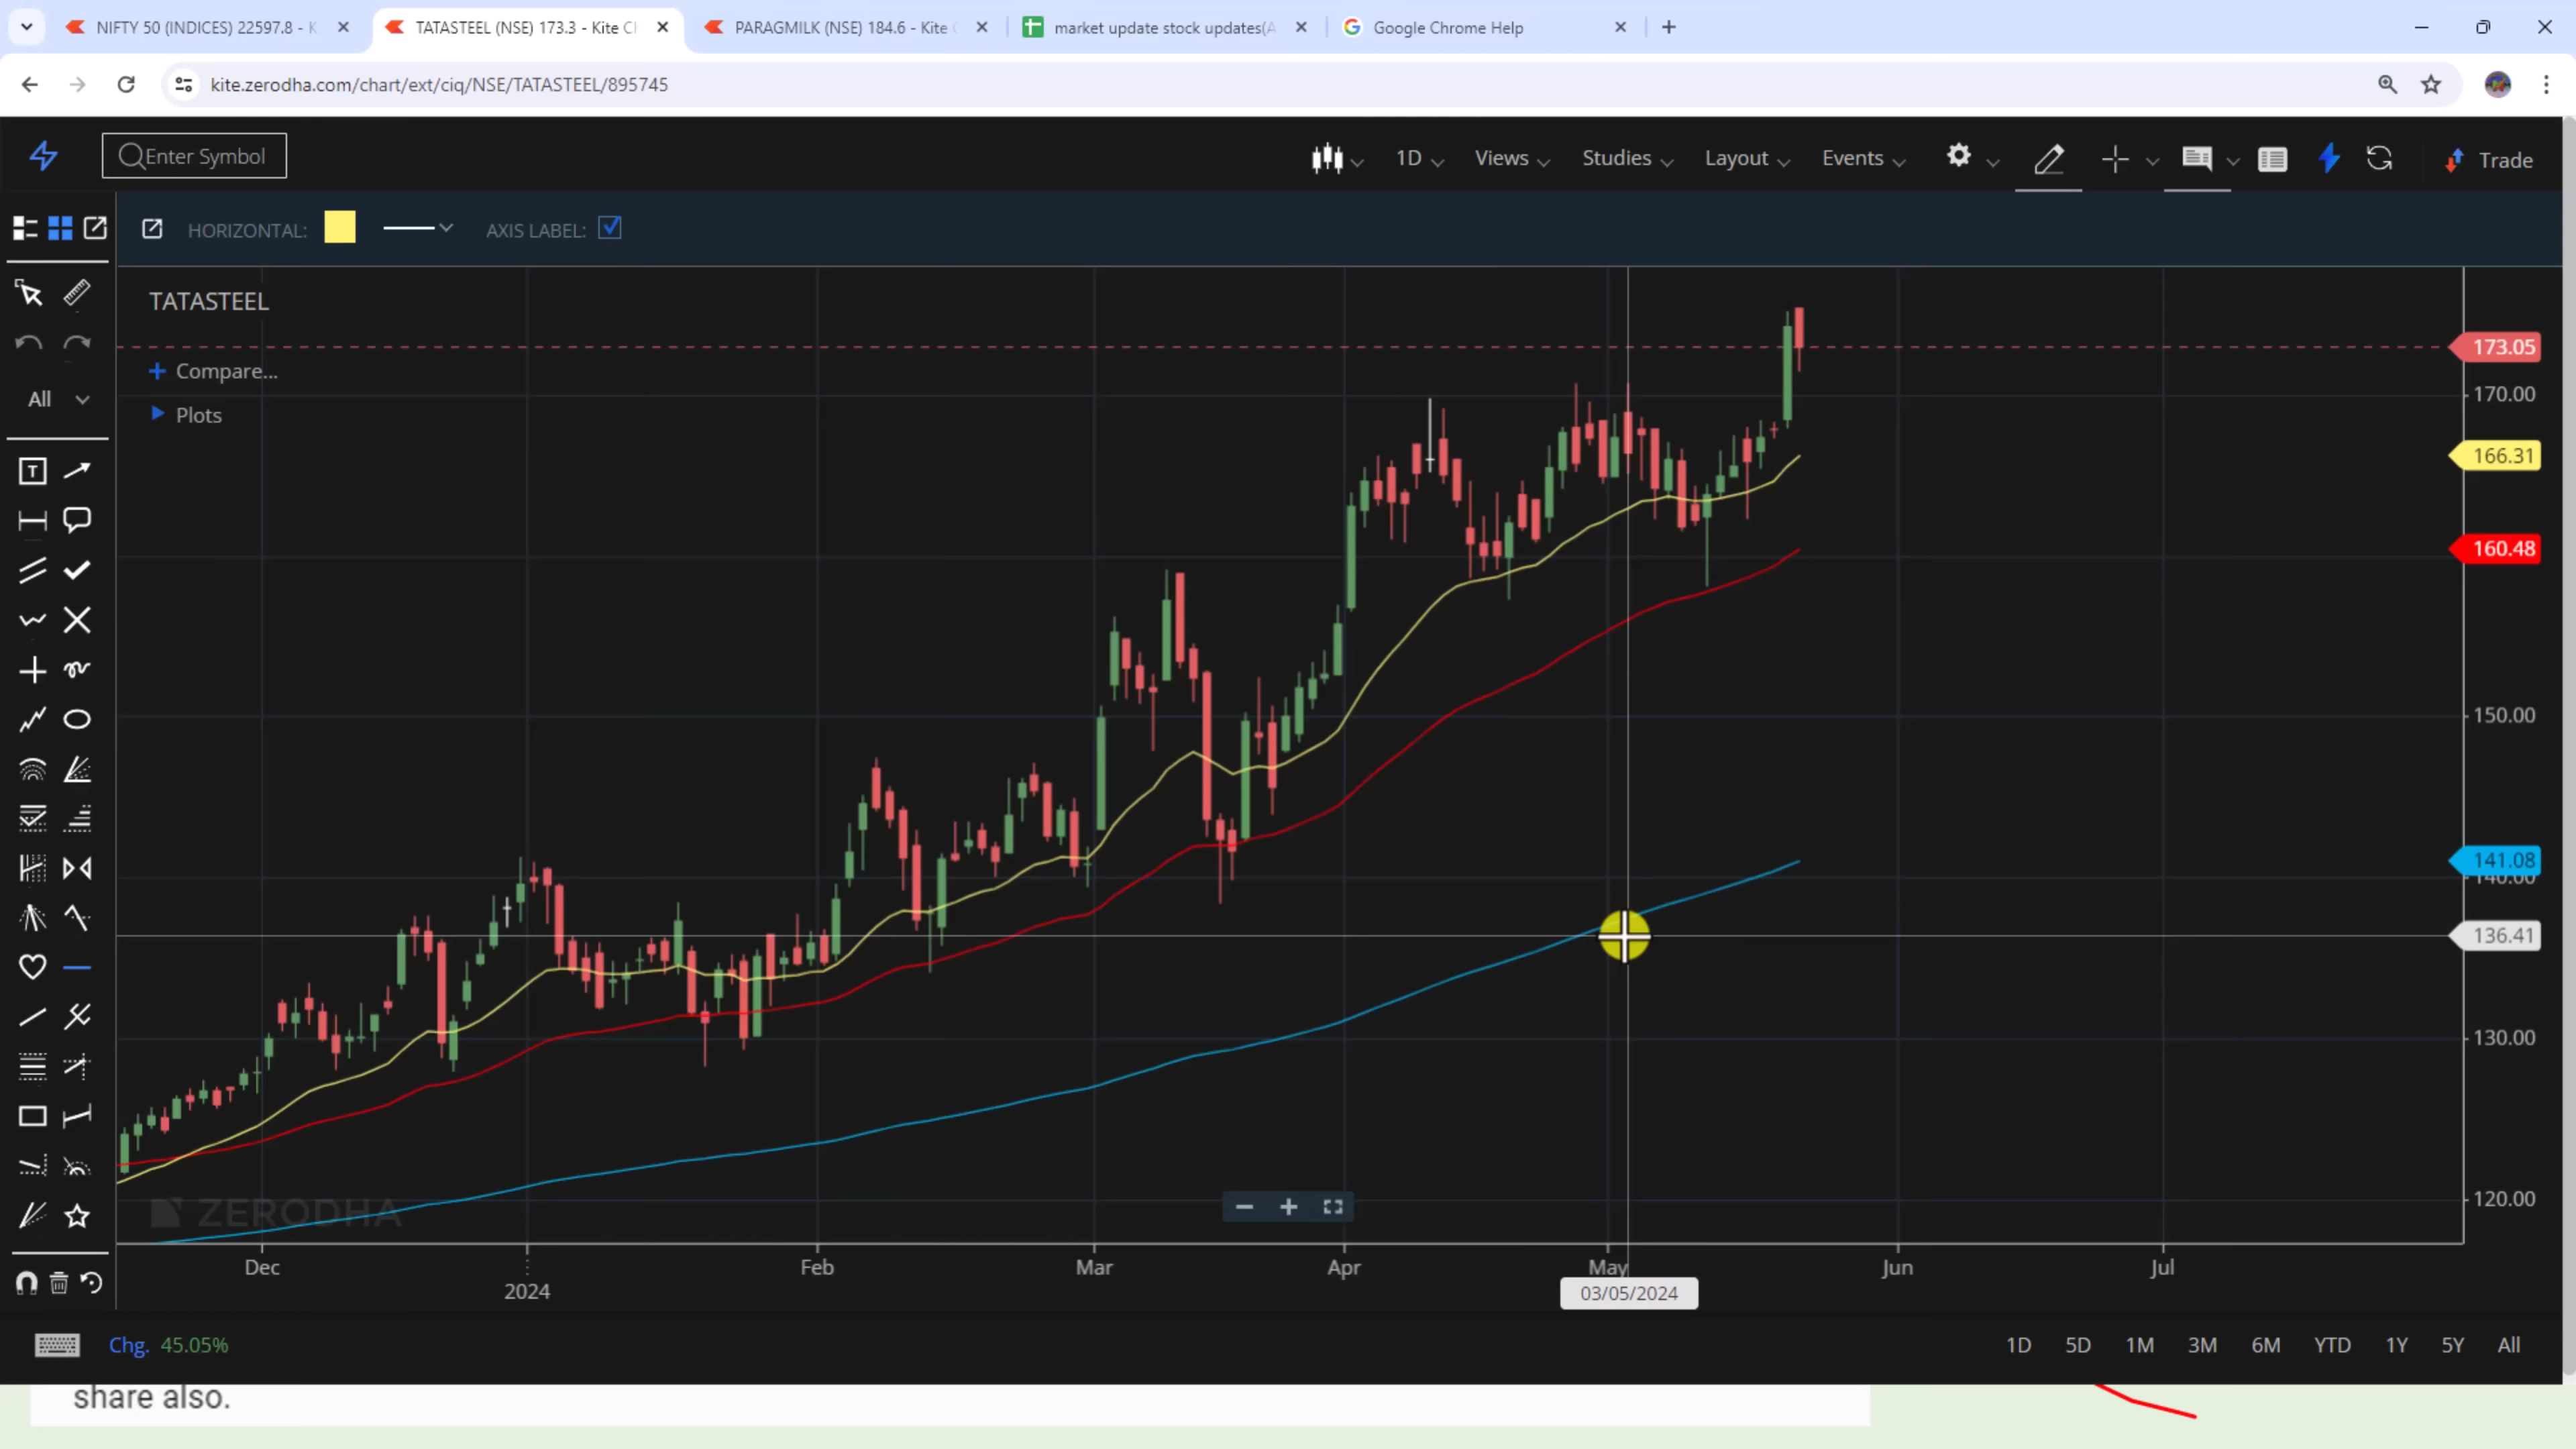 NIFTY 50 (INDICES) 22597.8 - K
TATASTEEL (NSE) 173.3 - Kite Ch
PARAGMILK (NSE) 184.6 - Kite C
market update stock updates(A
Google Chrome Help
kite.zerodha.com/chart/ext/ciq/NSE/TATASTEEL/895745
Enter Symbol
1D
Views
Studies
Layout
Events
Trade
HORIZONTAL:
AXIS LABEL:
TATASTEEL
Compare...
Plots
All
T
173.05
170.00
166.31
160.48
150.00
141.08
140.00
136.41
130.00
120.00
ZERODHA
Dec
2024
Feb
Mar
Apr
May
Jun
Jul
03/05/2024
Chg. 45.05%
1D 5D 1M 3M 6M YTD 1Y 5Y All
share also.